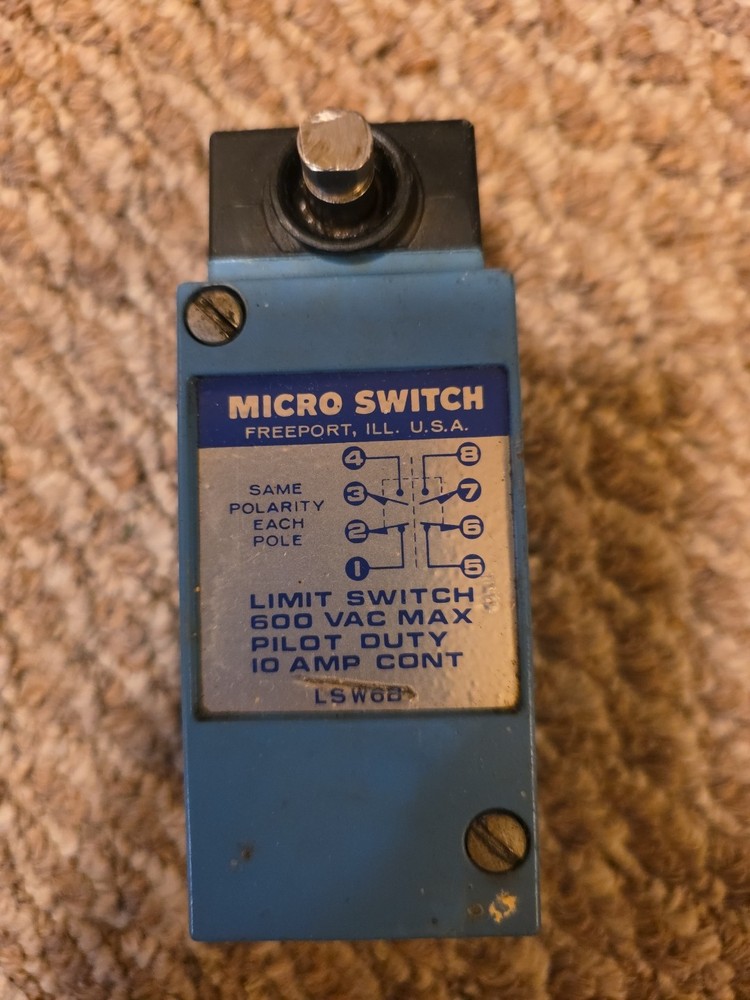 MICRO SWITCH
FREEPORT, ILL. U.S.A.
4 8
SAME
POLARITY
EACH
POLE
3 7
2 6
1 5
LIMIT SWITCH
600 VAC MAX
PILOT DUTY
10 AMP CONT
LSW6B